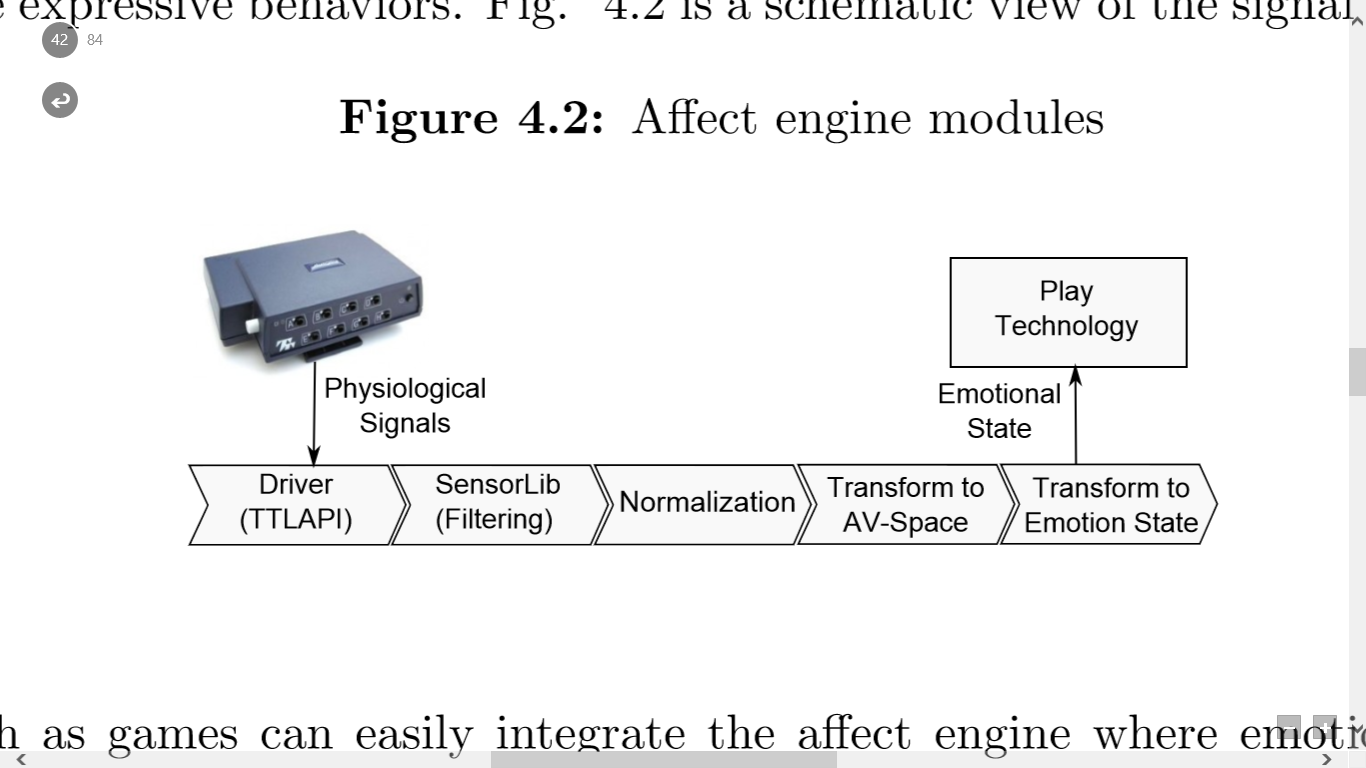 e expressive behaviors. Fig. 4.2 is a schematic view of the signal
42 84
Figure 4.2: Affect engine modules
Physiological
Signals
Play
Technology
Emotional
State
Driver
(TTLAPI)
SensorLib
(Filtering)
Normalization
Transform to
AV-Space
Transform to
Emotion State
h as games can easily integrate the affect engine where emotio